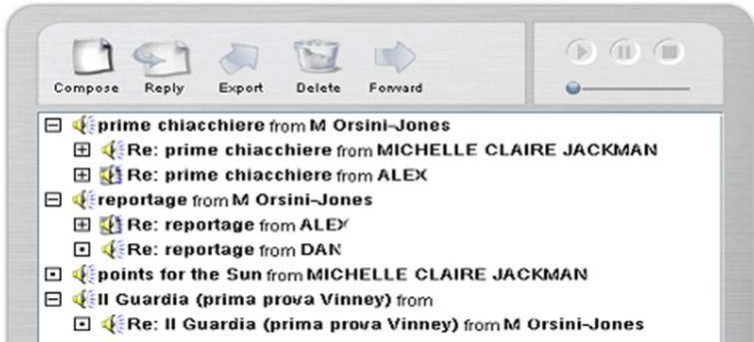 Compose Reply Export Delete Forward
prime chiacchiere from M Orsini-Jones
Re: prime chiacchiere from MICHELLE CLAIRE JACKMAN
Re: prime chiacchiere from ALEX
reportage from M Orsini-Jones
Re: reportage from ALEX
Re: reportage from DAN
points for the Sun from MICHELLE CLAIRE JACKMAN
Il Guardia (prima prova Vinney) from
Re: Il Guardia (prima prova Vinney) from M Orsini-Jones